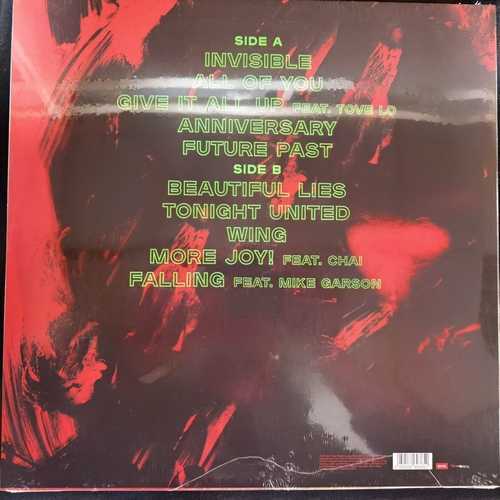 SIDE A
INVISIBLE
ALL OF YOU
GIVE IT ALL UP FEAT. TOVE LO
ANNIVERSARY
FUTURE PAST
SIDE B
BEAUTIFUL LIES
TONIGHT UNITED
WING
MORE JOY! FEAT. CHAI
FALLING FEAT. MIKE GARSON